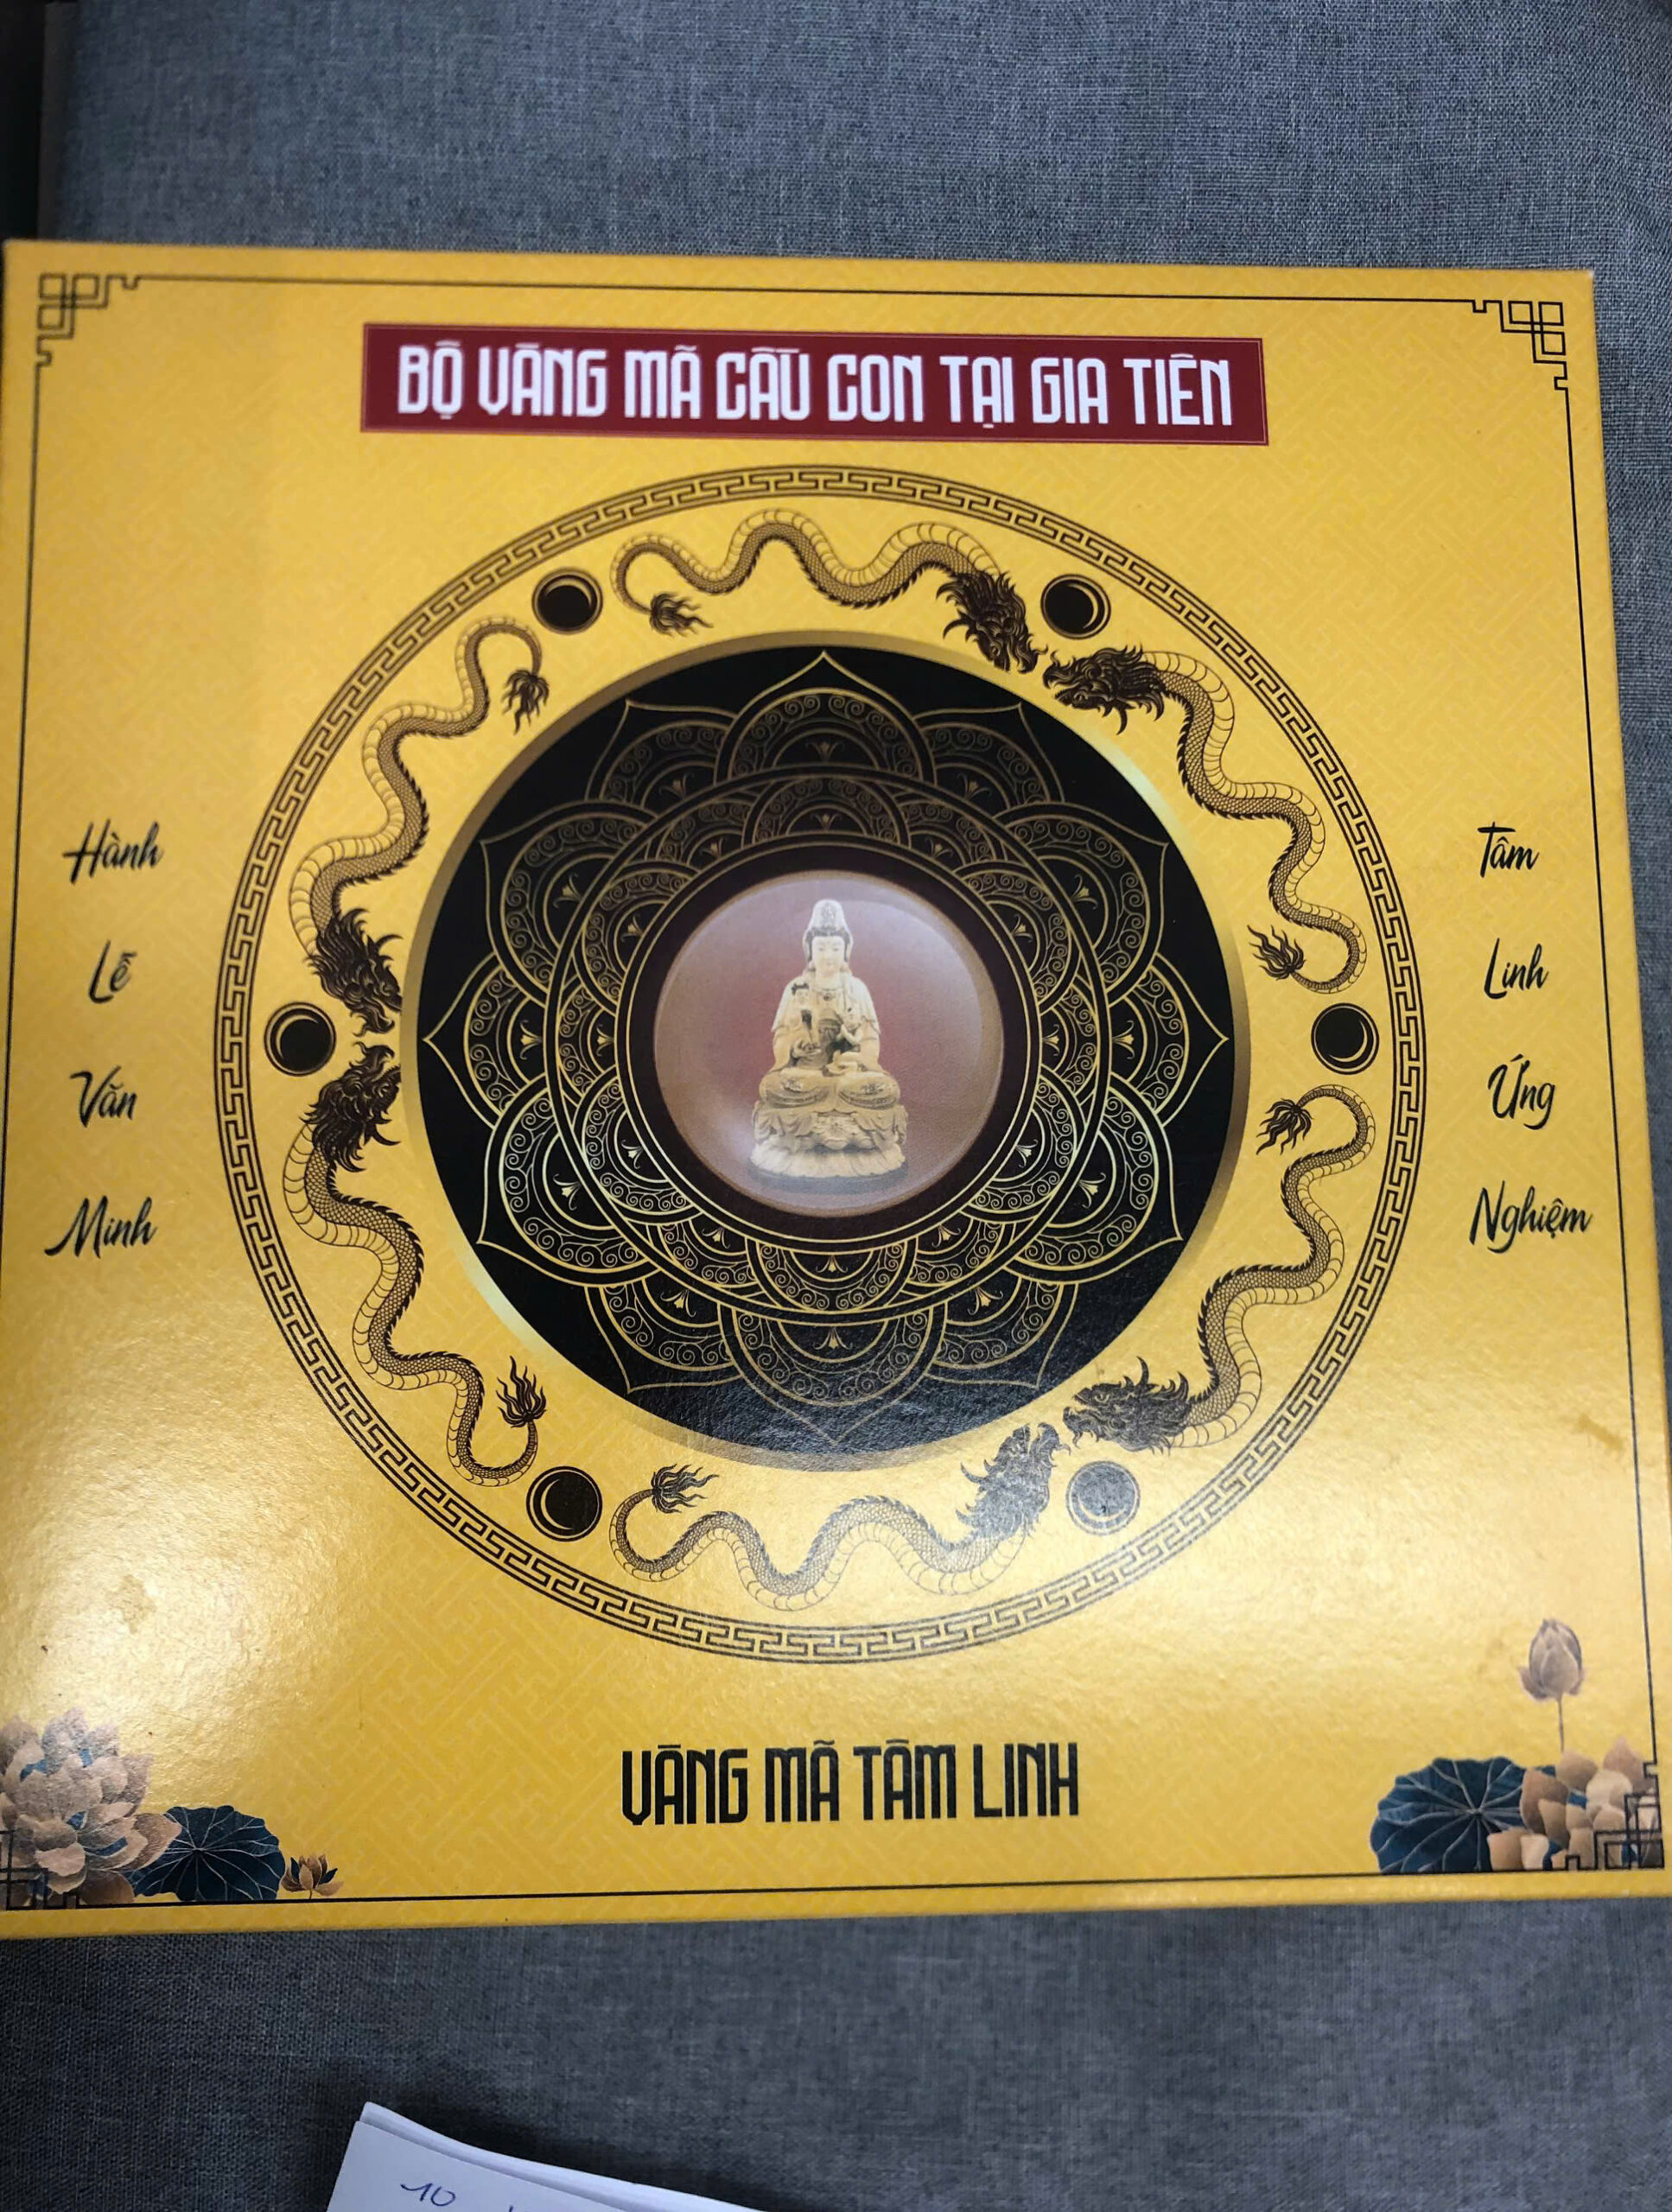 BỘ VÀNG MÃ CẦU CON TẠI GIA TIÊN
Hành
Lễ
Văn
Minh
Tâm
Linh
Ứng
Nghiệm
VÀNG MÃ TÂM LINH
10